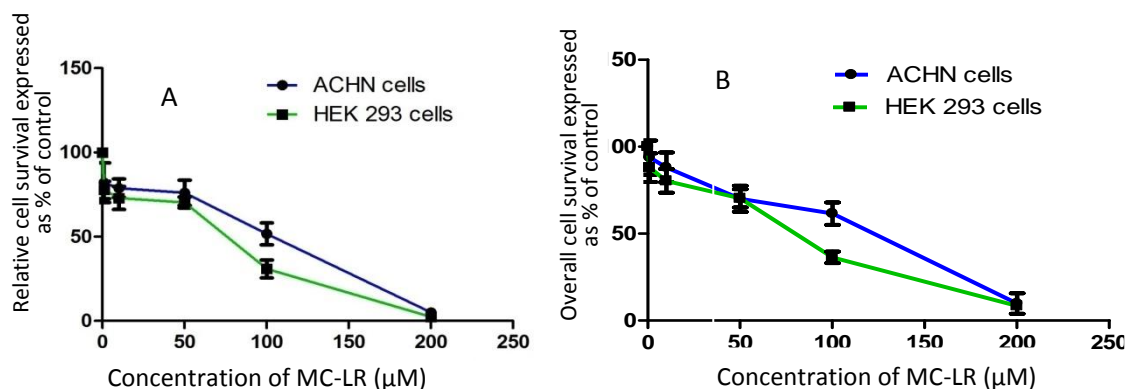 A
ACHN cells
HEK 293 cells
Relative cell survival expressed
as % of control
150
100
50
0
0 50 100 150 200 250
Concentration of MC-LR (µM)
B
ACHN cells
HEK 293 cells
Overall cell survival expressed
as % of control
50
00
50
0
0 50 100 150 200 250
Concentration of MC-LR (µM)